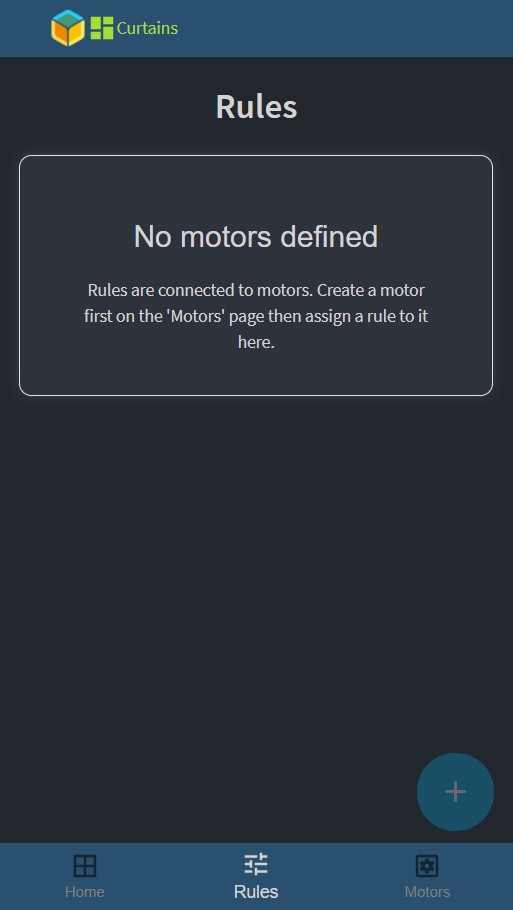 Curtains
Rules
No motors defined
Rules are connected to motors. Create a motor
first on the 'Motors' page then assign a rule to it
here.
+
Home
Rules
Motors